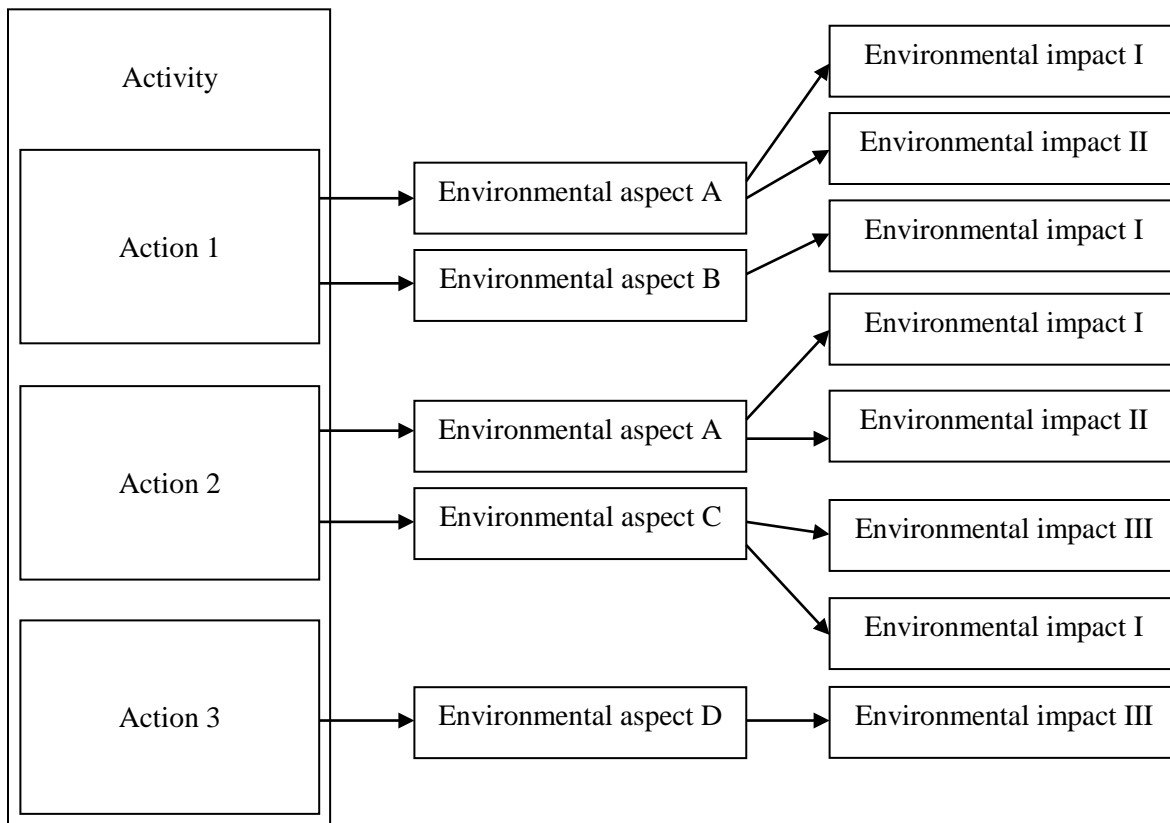 Activity
Action 1
Action 2
Action 3
Environmental aspect A
Environmental aspect B
Environmental aspect A
Environmental aspect C
Environmental aspect D
Environmental impact I
Environmental impact II
Environmental impact I
Environmental impact I
Environmental impact II
Environmental impact III
Environmental impact I
Environmental impact III